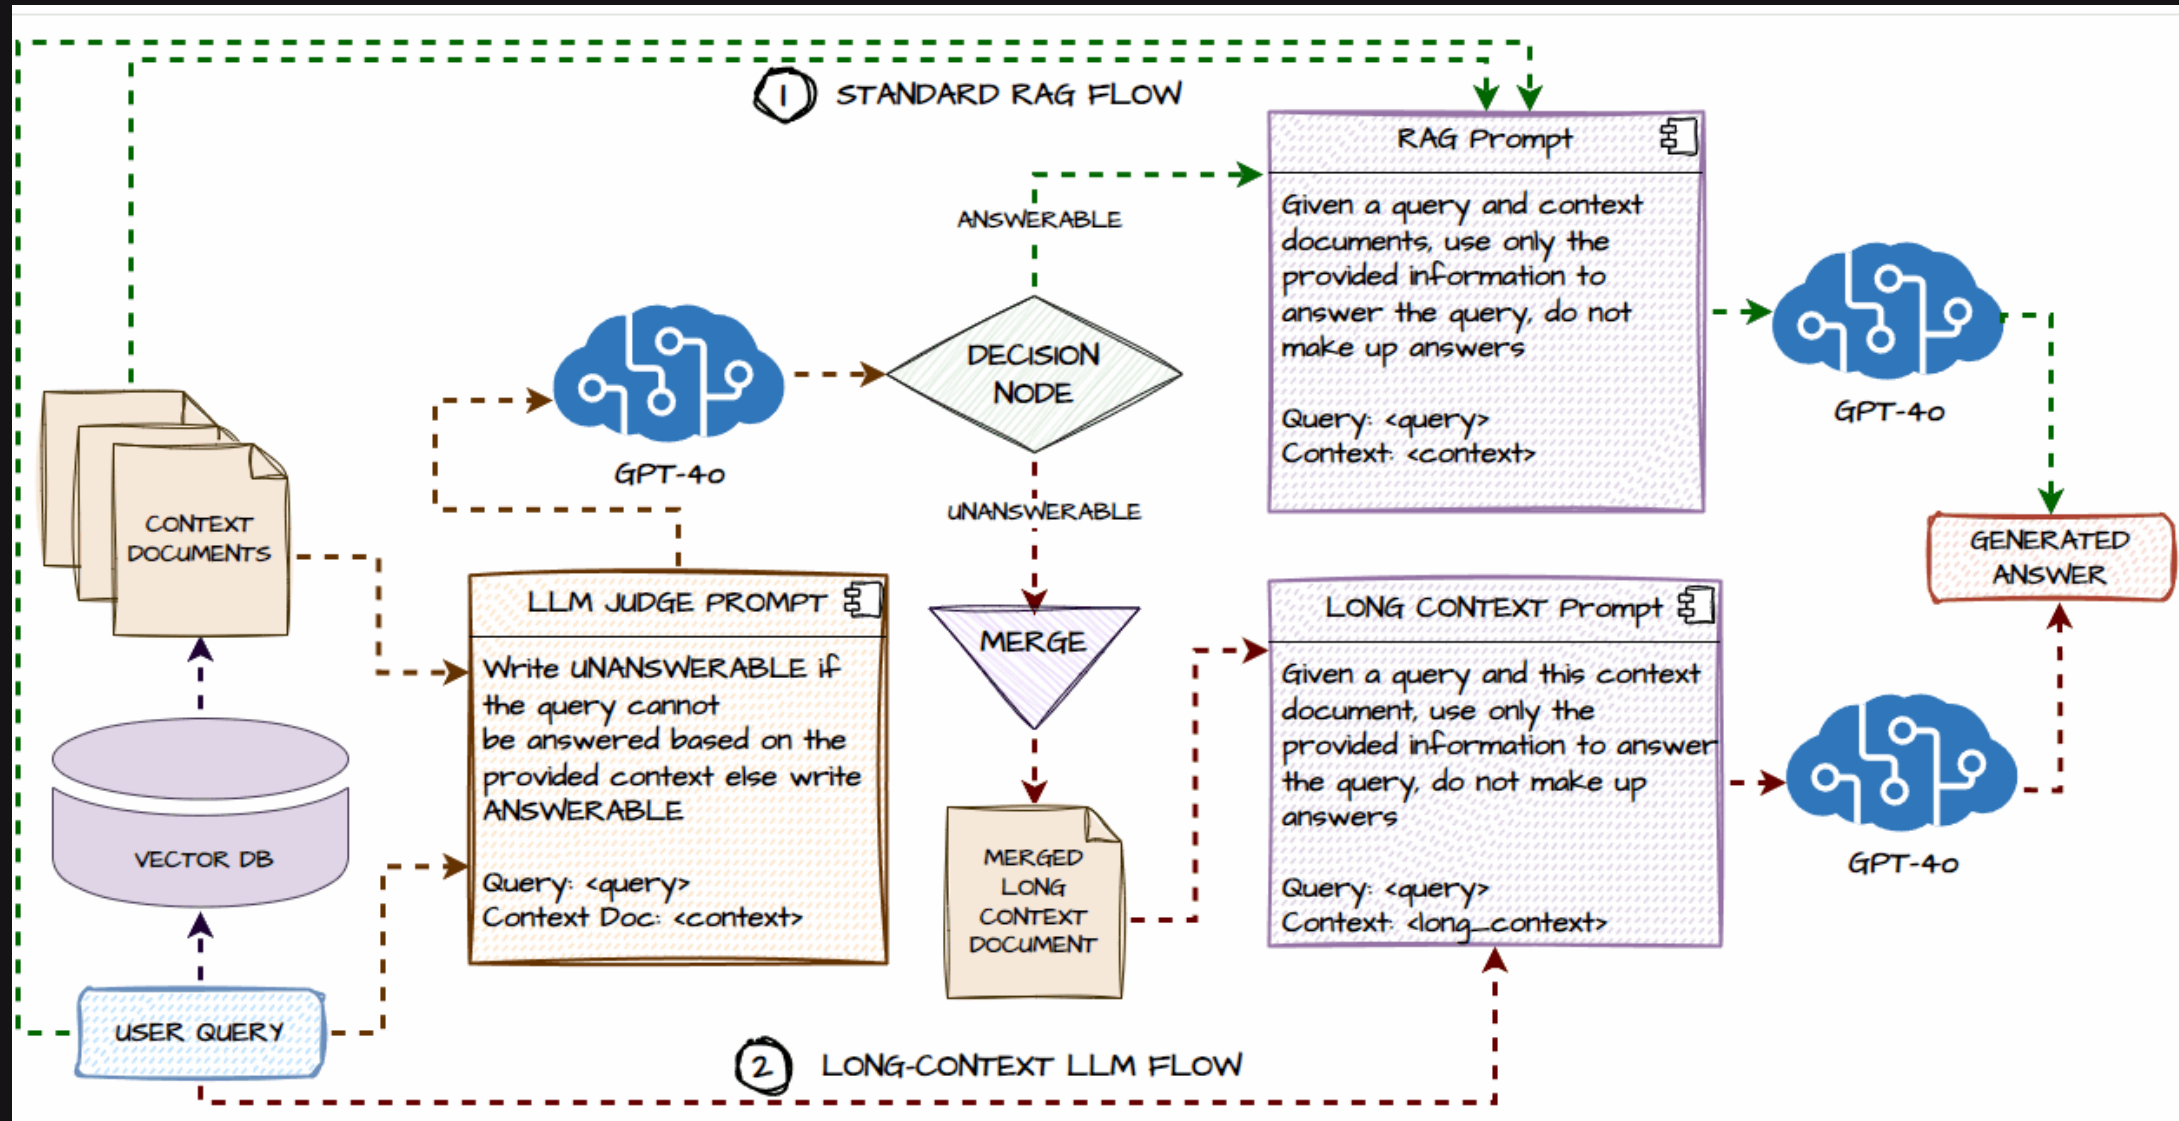 1 STANDARD RAG FLOW
RAG Prompt
Given a query and context
documents, use only the
provided information to
answer the query, do not
make up answers
Query: <query>
Context: <context>
GPT-4o
ANSWERABLE
DECISION
NODE
GPT-4o
UNANSWERABLE
CONTEXT
DOCUMENTS
GENERATED
ANSWER
LLM JUDGE PROMPT
Write UNANSWERABLE if
the query cannot
be answered based on the
provided context else write
ANSWERABLE
Query: <query>
Context Doc: <context>
MERGE
LONG CONTEXT Prompt
Given a query and this context
document, use only the
provided information to answer
the query, do not make up
answers
Query: <query>
Context: <long_context>
GPT-4o
VECTOR DB
MERGED
LONG
CONTEXT
DOCUMENT
USER QUERY
2 LONG-CONTEXT LLM FLOW